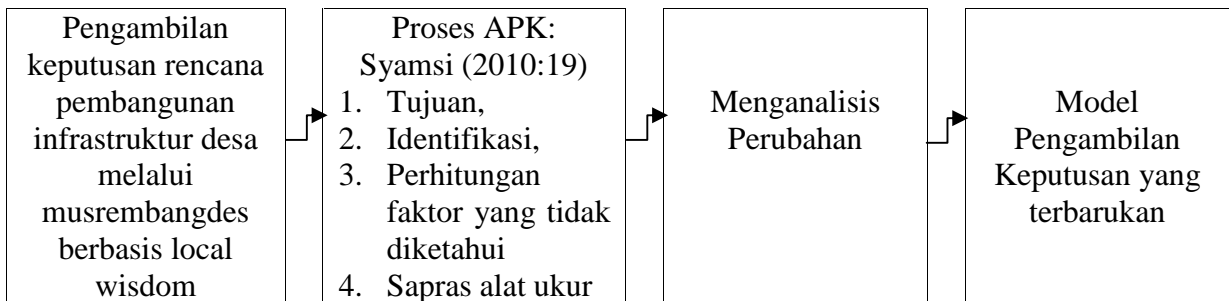 Pengambilan
keputusan rencana
pembangunan
infrastruktur desa
melalui
musrembangdes
berbasis local
wisdom
Proses APK:
Syamsi (2010:19)
1. Tujuan,
2. Identifikasi,
3. Perhitungan
faktor yang tidak
diketahui
4. Sapras alat ukur
Menganalisis
Perubahan
Model
Pengambilan
Keputusan yang
terbarukan